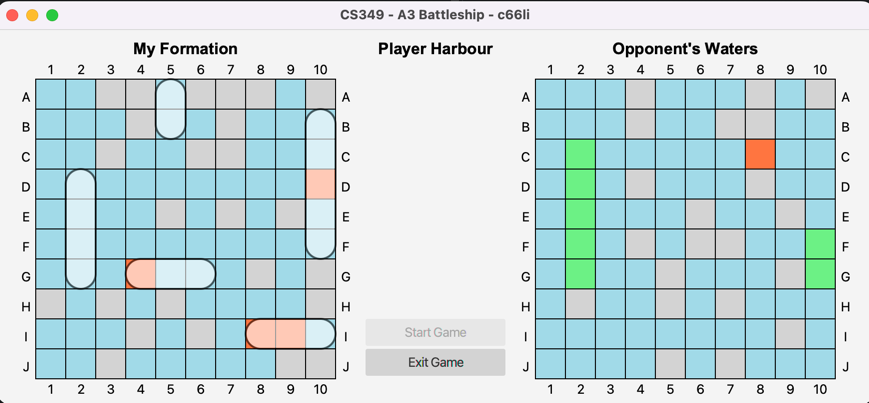 CS349 - A3 Battleship - c66li
My Formation
Player Harbour
Opponent's Waters
1 2 3 4 5 6 7 8 9 10
1 2 3 4 5 6 7 8 9 10
A A A A
B B B B
C C C C
D D D D
E E E E
F F F F
G G G G
H H H H
I I I I
J J J J
1 2 3 4 5 6 7 8 9 10
1 2 3 4 5 6 7 8 9 10
Start Game
Exit Game